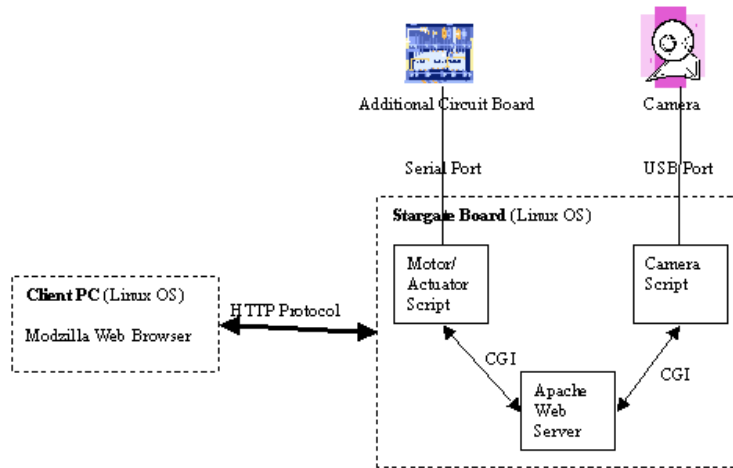 Additional Circuit Board
Camera
Serial Port
USB Port
Stargate Board (Linux OS)
Motor/
Actuator
Script
Camera
Script
Client PC (Linux OS)
Modzilla Web Browser
HTTP Protocol
CGI
CGI
Apache
Web
Server